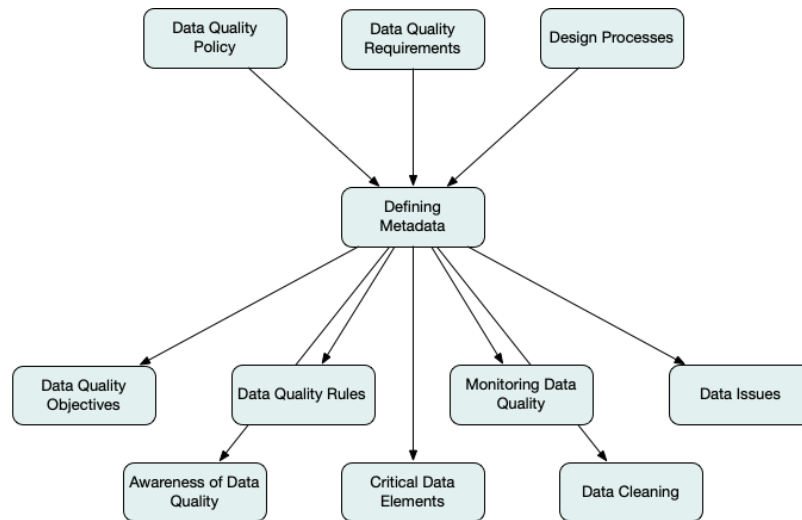 Data Quality
Policy
Data Quality
Requirements
Design Processes
Defining
Metadata
Data Quality
Objectives
Data Quality Rules
Monitoring Data
Quality
Data Issues
Awareness of Data
Quality
Critical Data
Elements
Data Cleaning